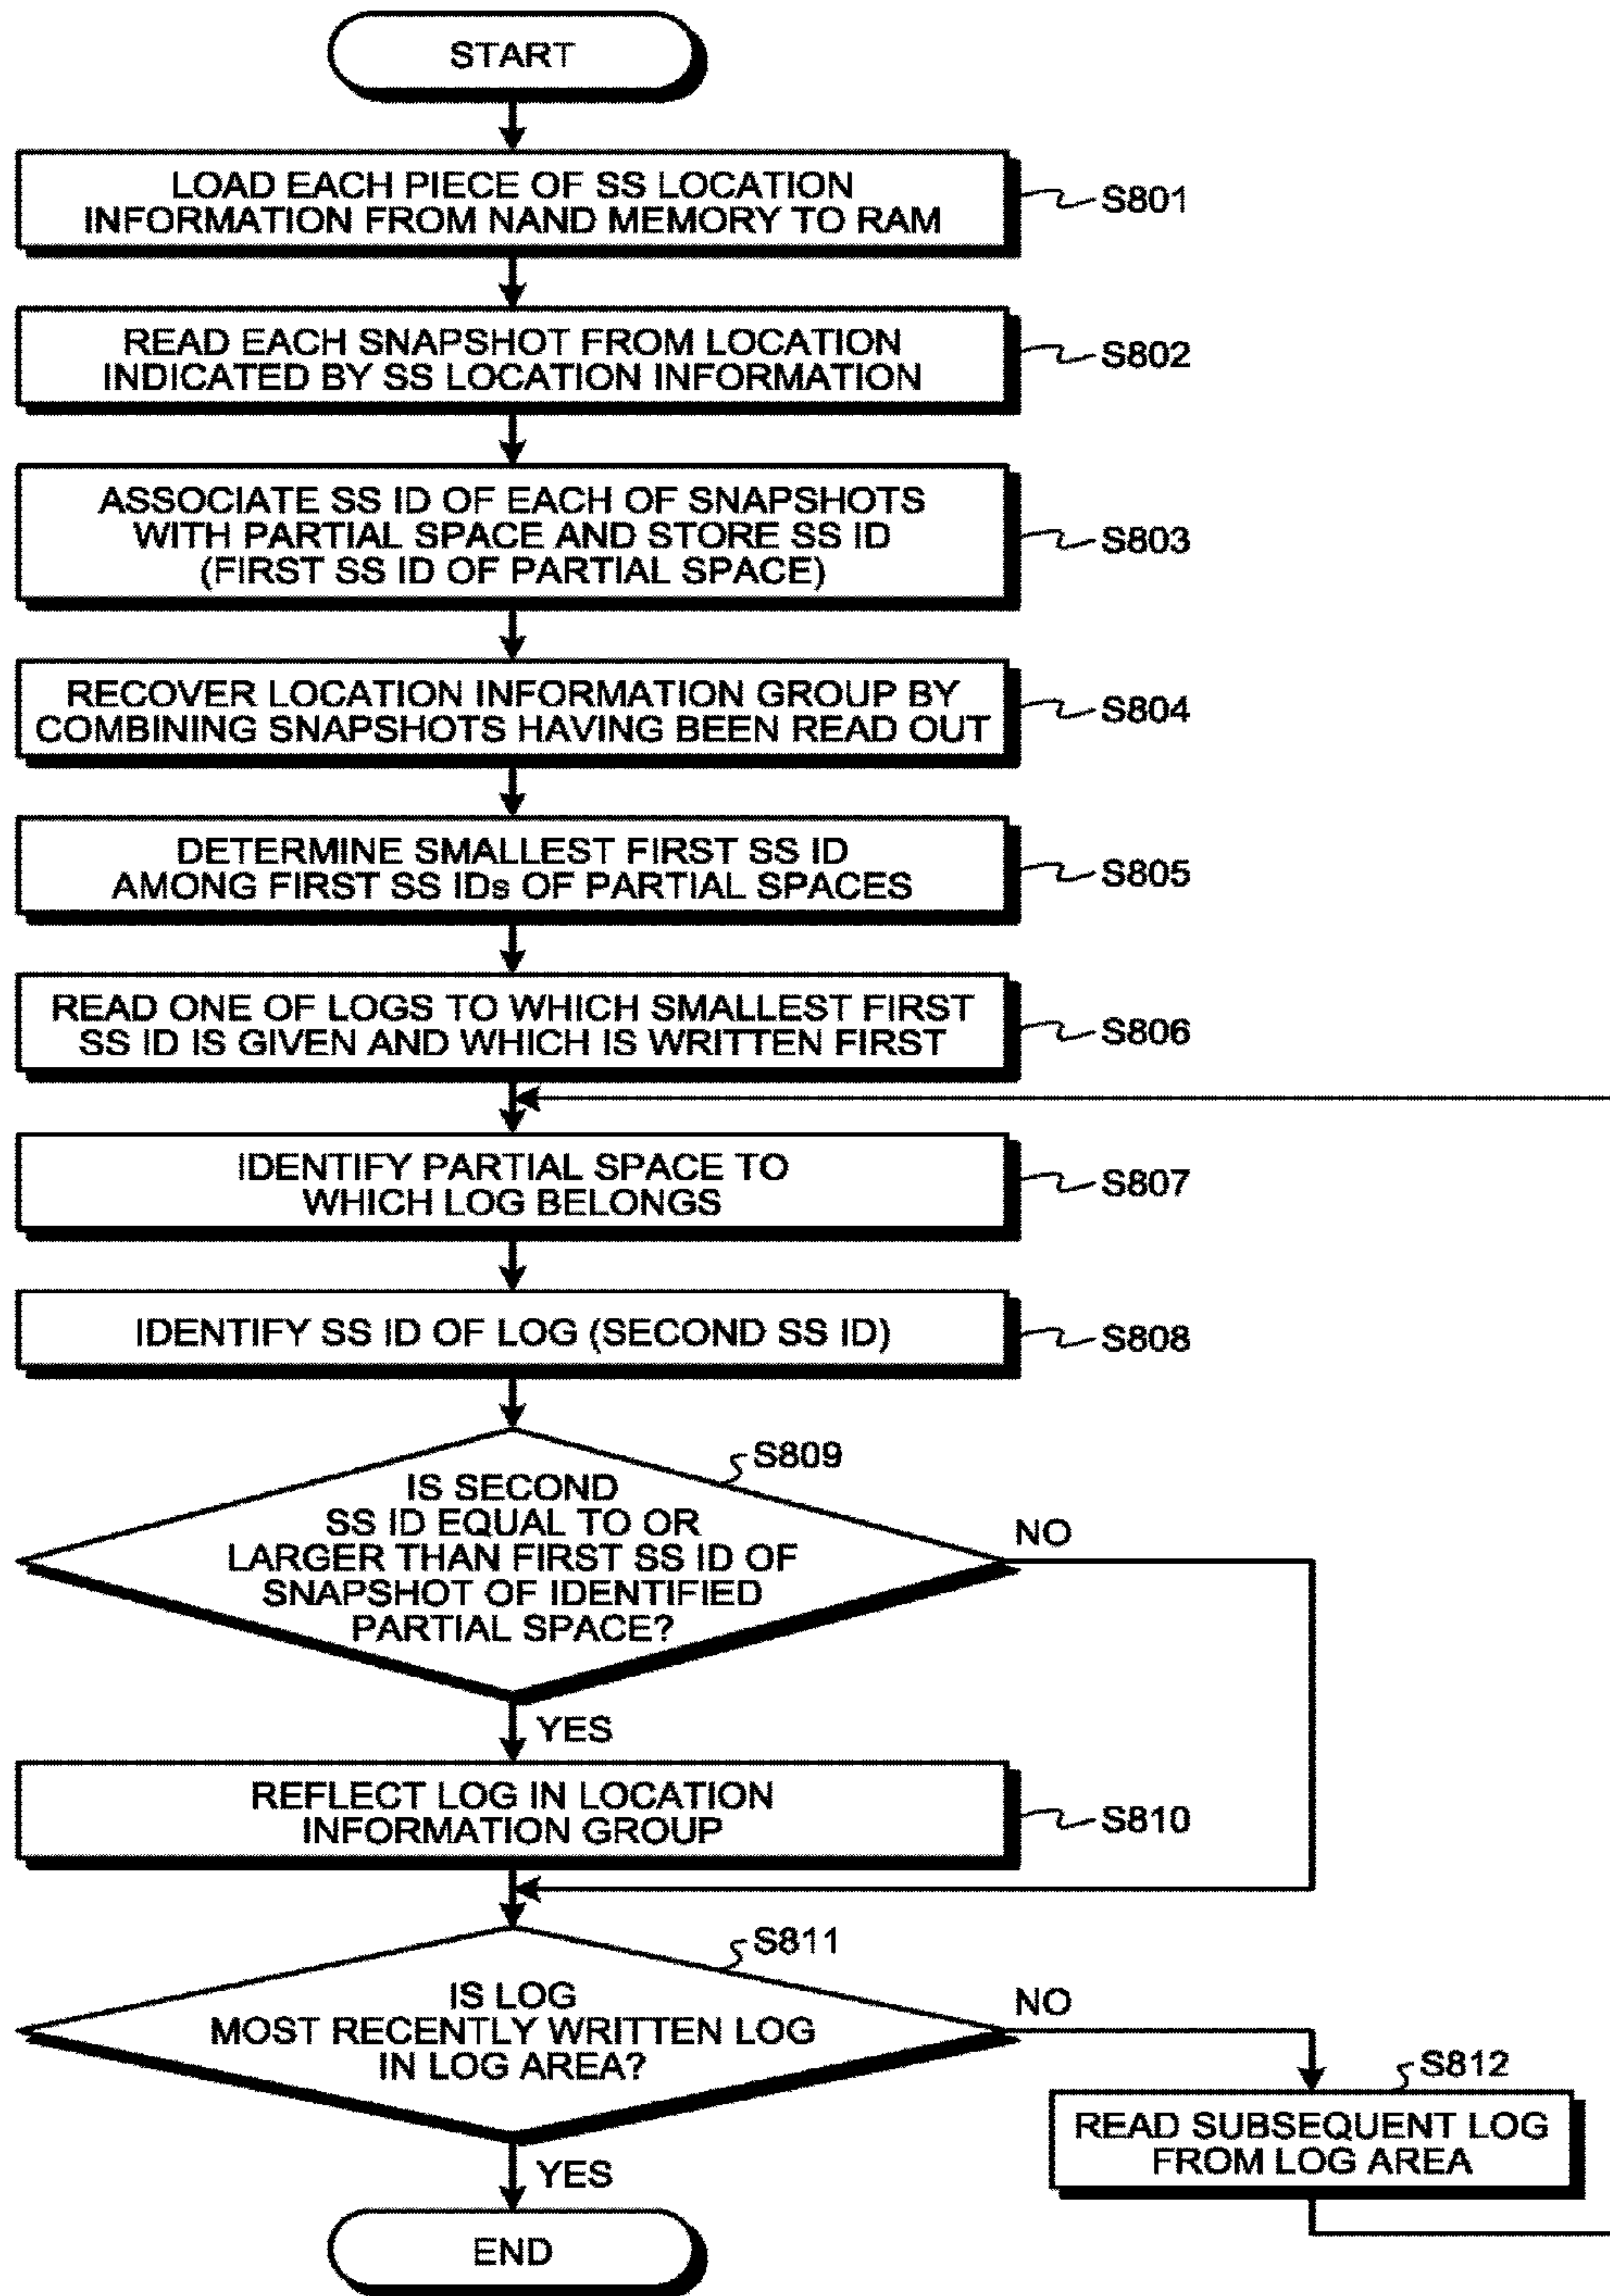 START
LOAD EACH PIECE OF SS LOCATION
INFORMATION FROM NAND MEMORY TO RAM
S801
READ EACH SNAPSHOT FROM LOCATION
INDICATED BY SS LOCATION INFORMATION
S802
ASSOCIATE SS ID OF EACH OF SNAPSHOTS
WITH PARTIAL SPACE AND STORE SS ID
(FIRST SS ID OF PARTIAL SPACE)
S803
RECOVER LOCATION INFORMATION GROUP BY
COMBINING SNAPSHOTS HAVING BEEN READ OUT
S804
DETERMINE SMALLEST FIRST SS ID
AMONG FIRST SS IDs OF PARTIAL SPACES
S805
READ ONE OF LOGS TO WHICH SMALLEST FIRST
SS ID IS GIVEN AND WHICH IS WRITTEN FIRST
S806
IDENTIFY PARTIAL SPACE TO
WHICH LOG BELONGS
S807
IDENTIFY SS ID OF LOG (SECOND SS ID)
S808
S809
IS SECOND
SS ID EQUAL TO OR
LARGER THAN FIRST SS ID OF
SNAPSHOT OF IDENTIFIED
PARTIAL SPACE?
NO
YES
REFLECT LOG IN LOCATION
INFORMATION GROUP
S810
S811
IS LOG
MOST RECENTLY WRITTEN LOG
IN LOG AREA?
NO
S812
READ SUBSEQUENT LOG
FROM LOG AREA
YES
END